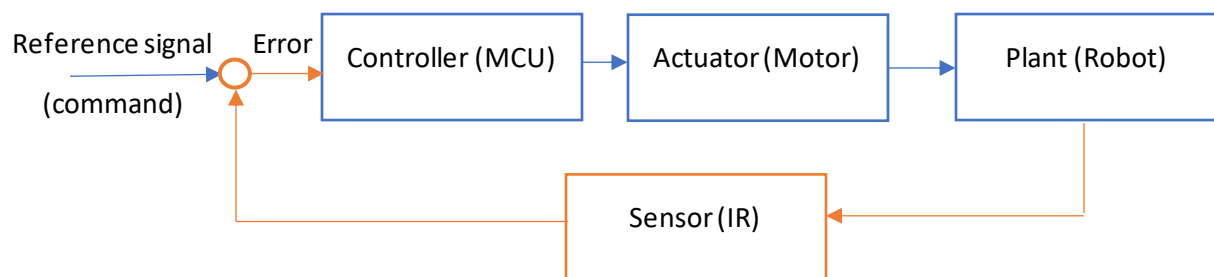 Reference signal
(command)
Error
Controller (MCU)
Actuator (Motor)
Plant (Robot)
Sensor (IR)